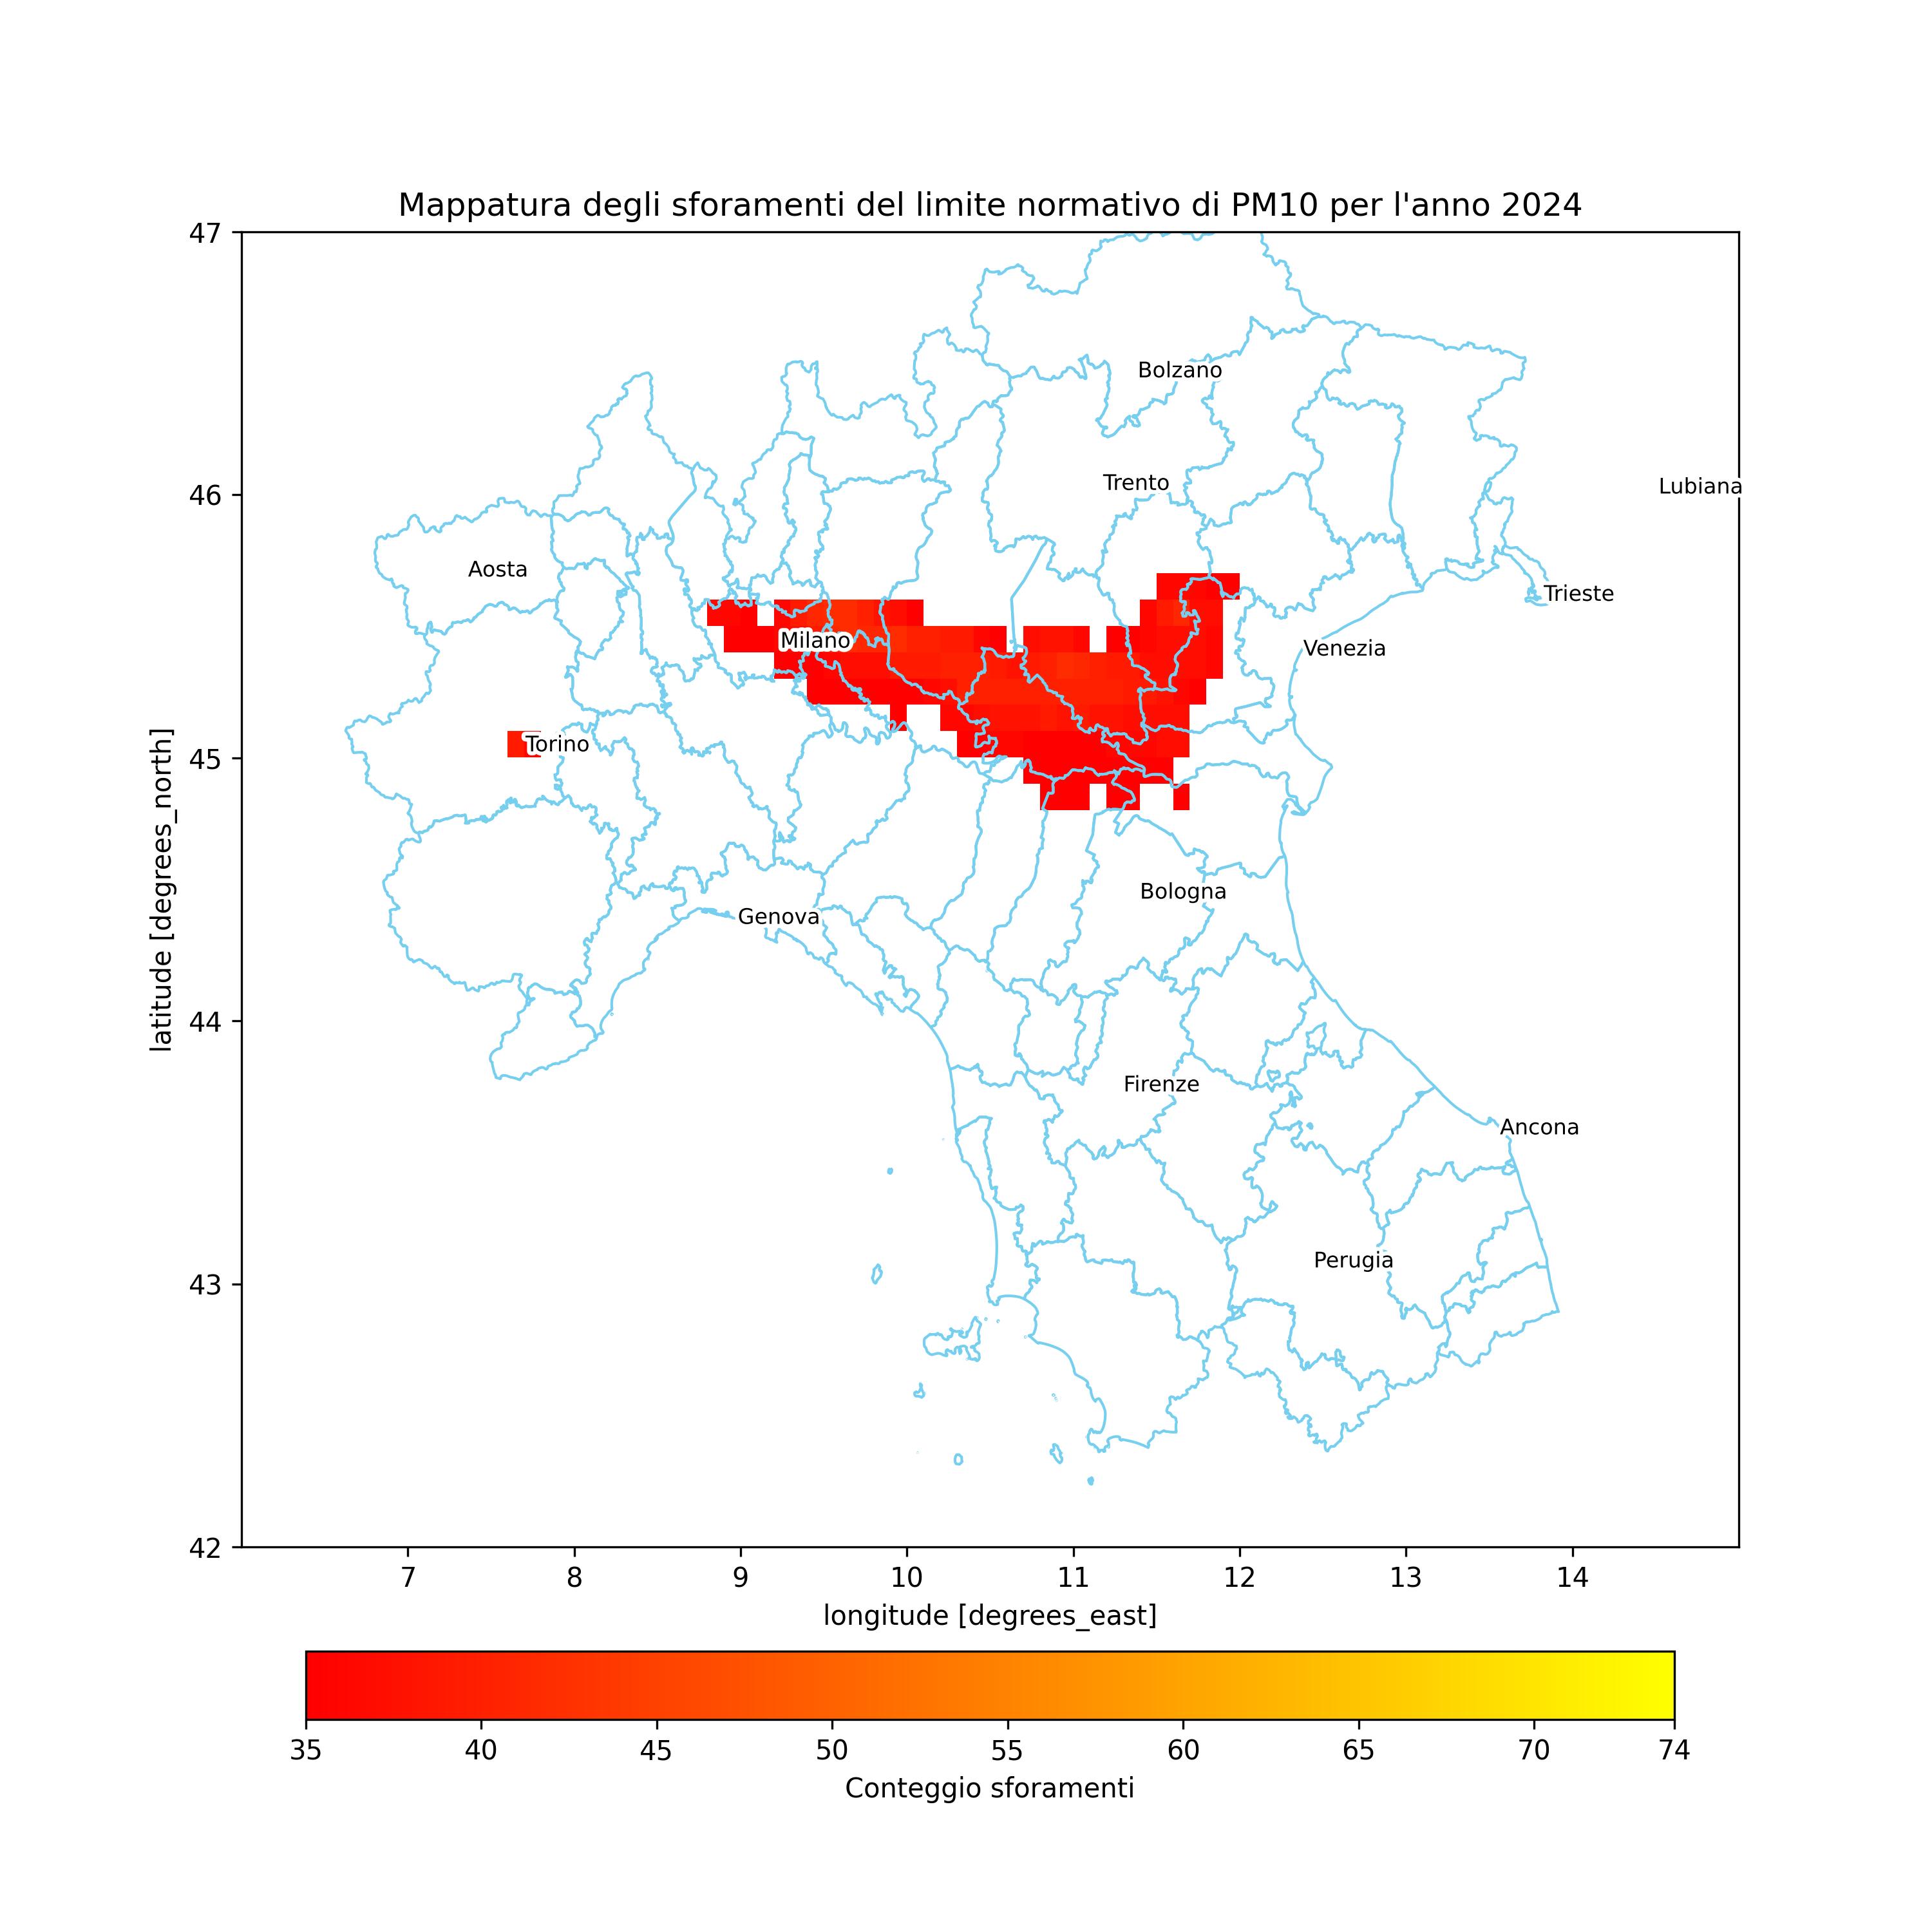 Mappatura degli sforamenti del limite normativo di PM10 per l'anno 2024
47
Bolzano
46
Trento
Lubiana
Aosta
Trieste
Milano
Venezia
45
Torino
Bologna
Genova
44
Firenze
Ancona
Perugia
43
42
latitude [degrees_north]
7 8 9 10 11 12 13 14
longitude [degrees_east]
35 40 45 50 55 60 65 70 74
Conteggio sforamenti